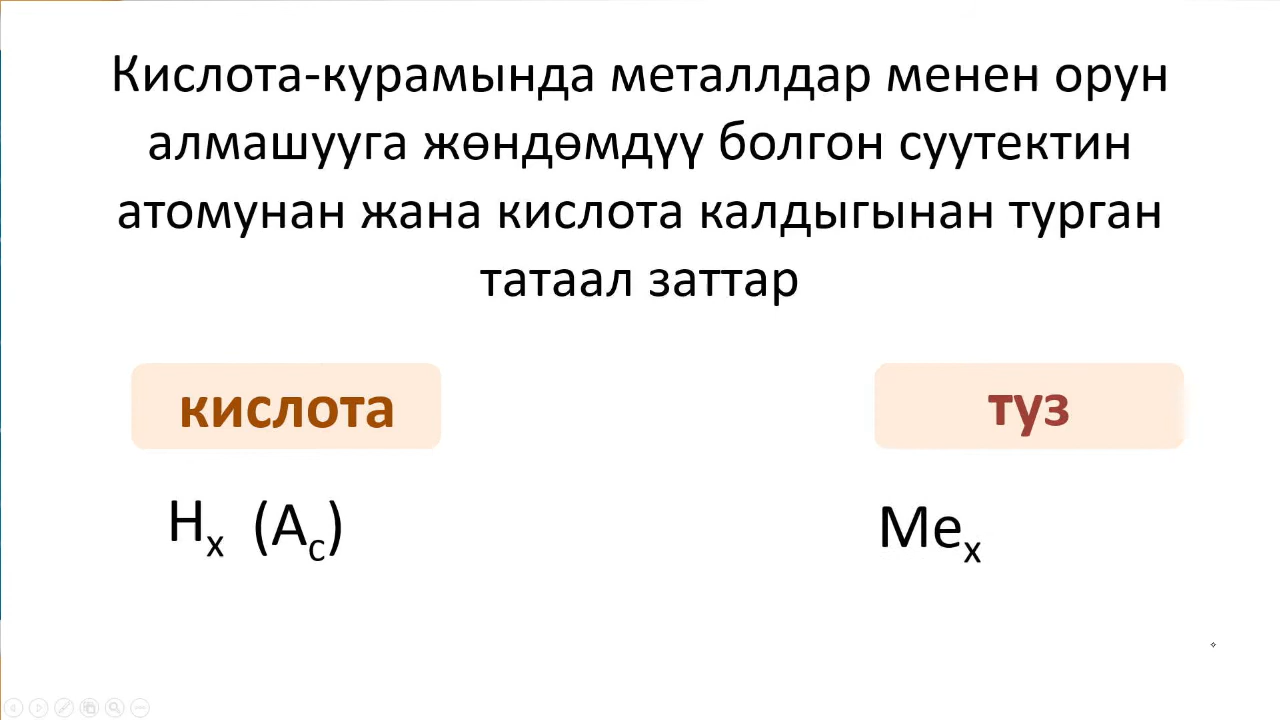 Кислота-курамында металлдар менен орун
алмашууга жөндөмдүү болгон суутектин
атомунан жана кислота калдыгынан турган
татаал заттар
кислота
туз
Hx (Ac)
Mex